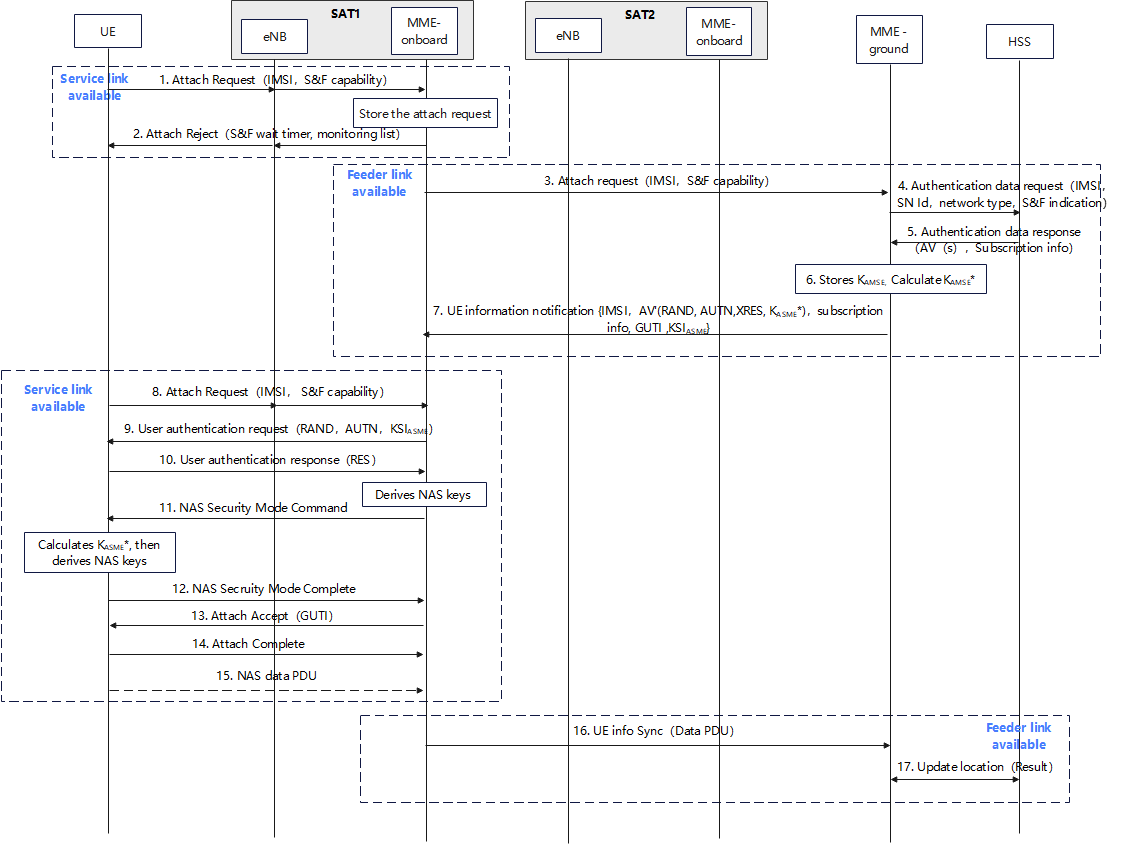 SAT1
SAT2
UE
eNB
MME-
onboard
eNB
MME-
onboard
MME -
ground
HSS
Service link
available
1. Attach Request（IMSI，S&F capability）
Store the attach request
2. Attach Reject（S&F wait timer, monitoring list）
Feeder link
available
3. Attach request（IMSI，S&F capability）
4. Authentication data request（IMSI，
SN Id，network type，S&F indication）
5. Authentication data response
（AV（s），Subscription info）
6. Stores KAMSE, Calculate KAMSE*
7. UE information notification {IMSI，AV'(RAND, AUTN,XRES, KASME*)，subscription
info, GUTI ,KSIASME}
Service link
available
8. Attach Request（IMSI， S&F capability）
9. User authentication request（RAND，AUTN，KSIASME）
10. User authentication response（RES）
Derives NAS keys
11. NAS Security Mode Command
Calculates KASME*, then
derives NAS keys
12. NAS Secruity Mode Complete
13. Attach Accept（GUTI）
14. Attach Complete
15. NAS data PDU
16. UE info Sync（Data PDU）
Feeder link
available
17. Update location（Result）